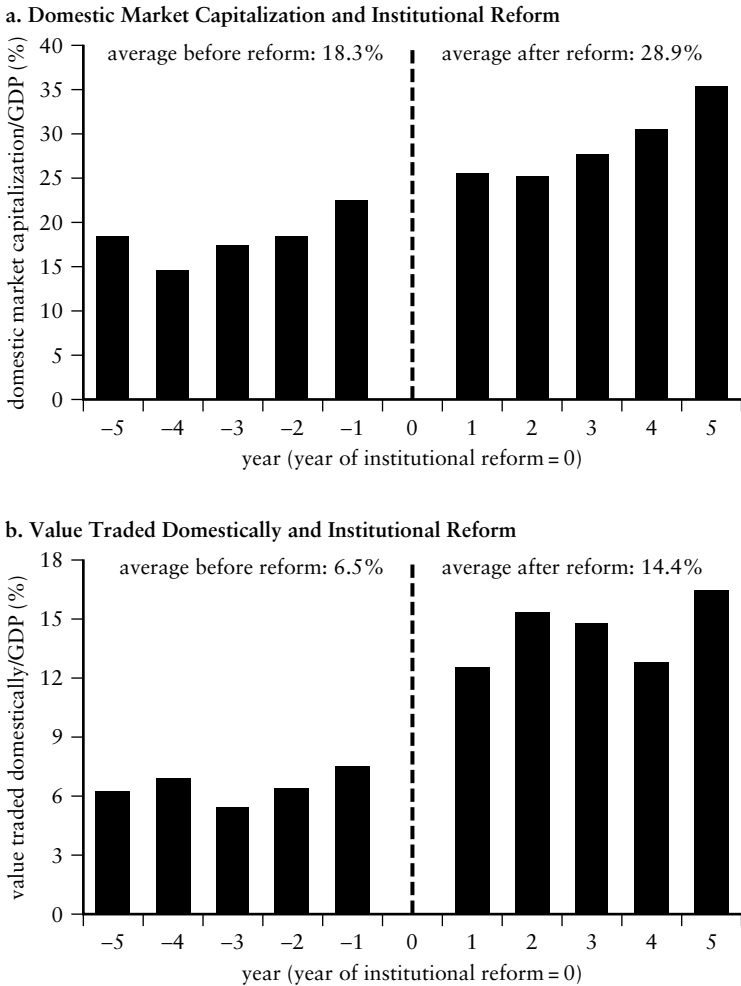 a. Domestic Market Capitalization and Institutional Reform
domestic market capitalization/GDP (%)
40
35
30
25
20
15
10
5
0
average before reform: 18.3%
average after reform: 28.9%
–5 –4 –3 –2 –1 0 1 2 3 4 5
year (year of institutional reform = 0)
b. Value Traded Domestically and Institutional Reform
value traded domestically/GDP (%)
18
15
12
9
6
3
0
average before reform: 6.5%
average after reform: 14.4%
–5 –4 –3 –2 –1 0 1 2 3 4 5
year (year of institutional reform = 0)